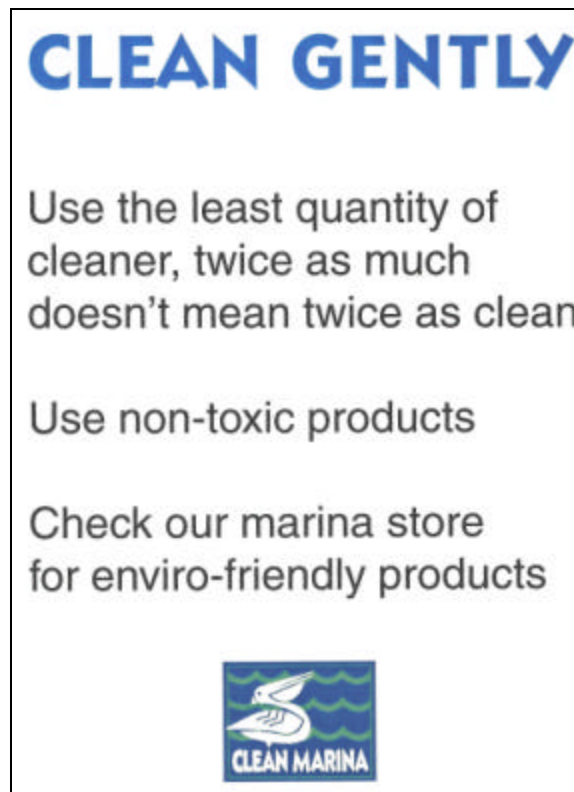 CLEAN GENTLY
Use the least quantity of
cleaner, twice as much
doesn't mean twice as clean
Use non-toxic products
Check our marina store
for enviro-friendly products
CLEAN MARINA